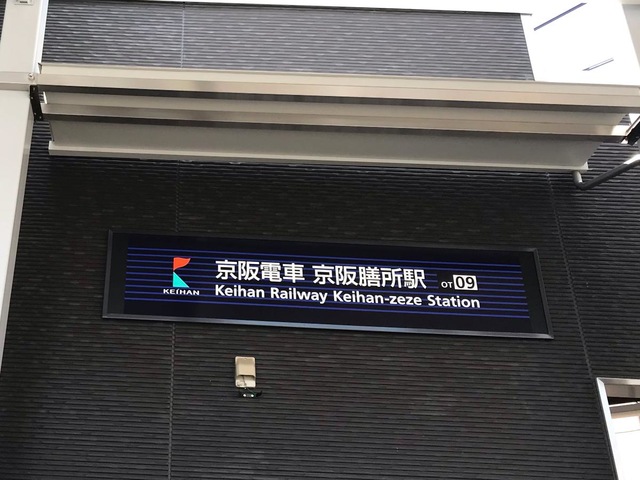 京阪電車 京阪膳所駅 OT 09
KEIHAN
Keihan Railway Keihan-zeze Station